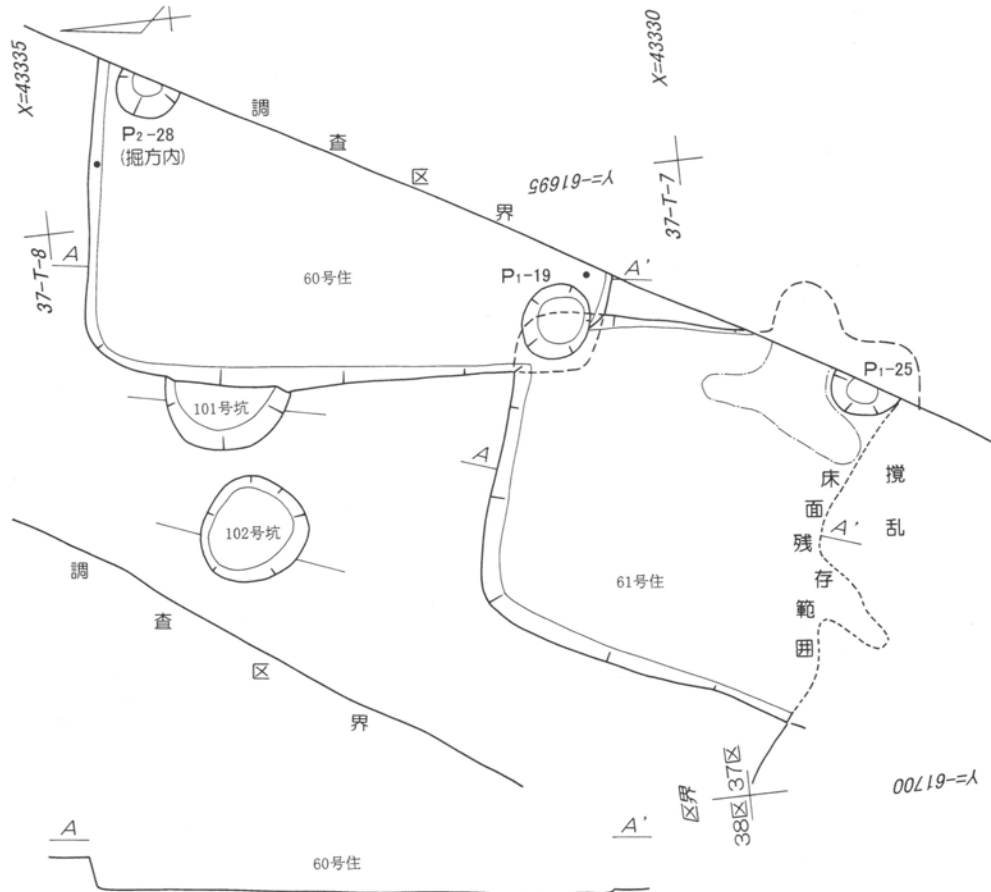 X=43335
X=43330
調査区界
P2-28
(掘方内)
Y=-61695
37-T-7
37-T-8
A
60号住
P1-19
A'
P1-25
101号坑
A
床面残存範囲
撹乱
A'
102号坑
61号住
調査区界
区界
38区 37区
Y=-61700
A
60号住
A'